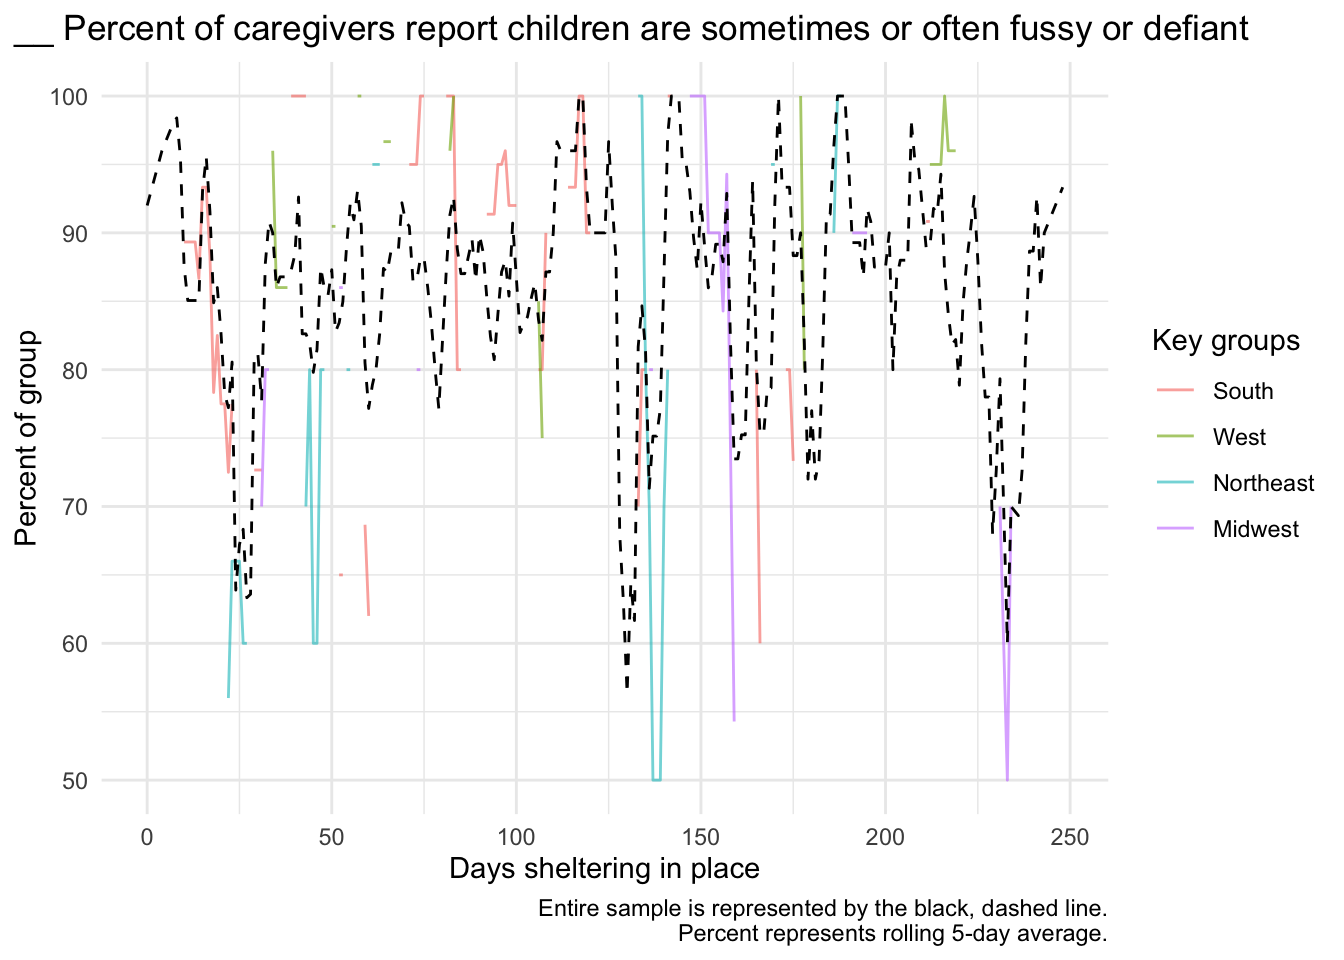 __ Percent of caregivers report children are sometimes or often fussy or defiant
100
90
80
70
60
50
Percent of group
0 50 100 150 200 250
Days sheltering in place
Key groups
South
West
Northeast
Midwest
Entire sample is represented by the black, dashed line.
Percent represents rolling 5-day average.